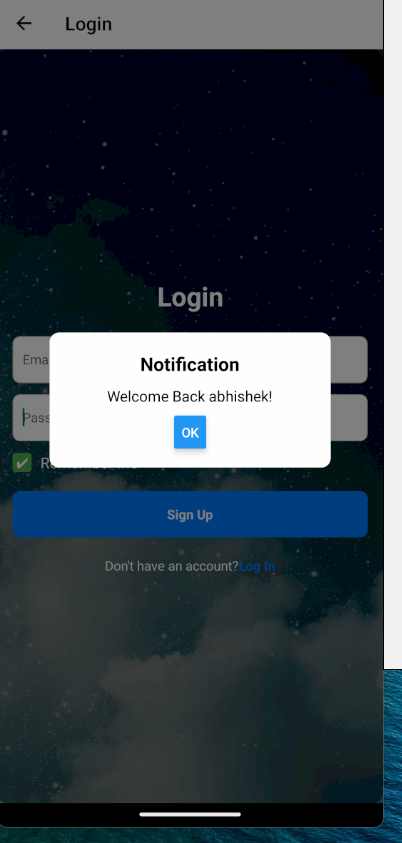 Login
Login
Ema
Notification
Welcome Back abhishek!
Pass
OK
R
Sign Up
Don't have an account?Log In